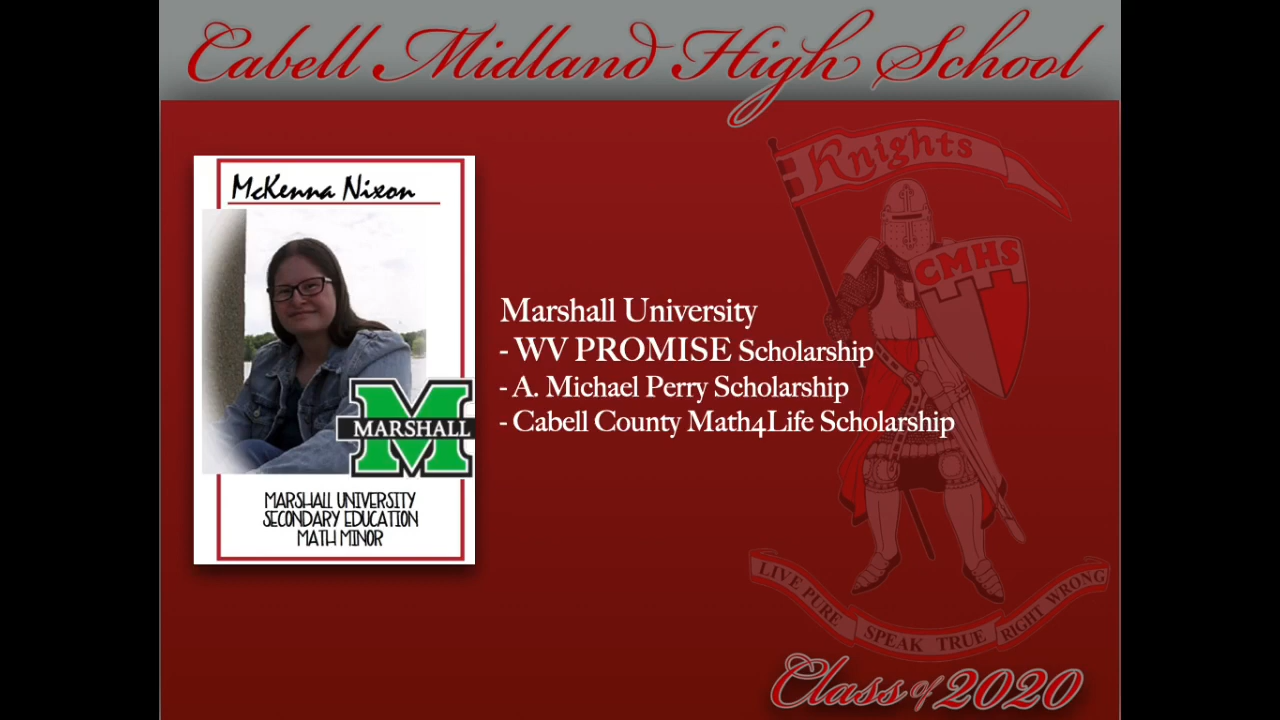 Cabell Midland High School
McKenna Nixon
MARSHALL
MARSHALL UNIVERSITY
SECONDARY EDUCATION
MATH MINOR
Marshall University
- WV PROMISE Scholarship
- A. Michael Perry Scholarship
- Cabell County Math4Life Scholarship
Knights
CMHS
LIVE PURE SPEAK TRUE RIGHT WRONG
Class of 2020